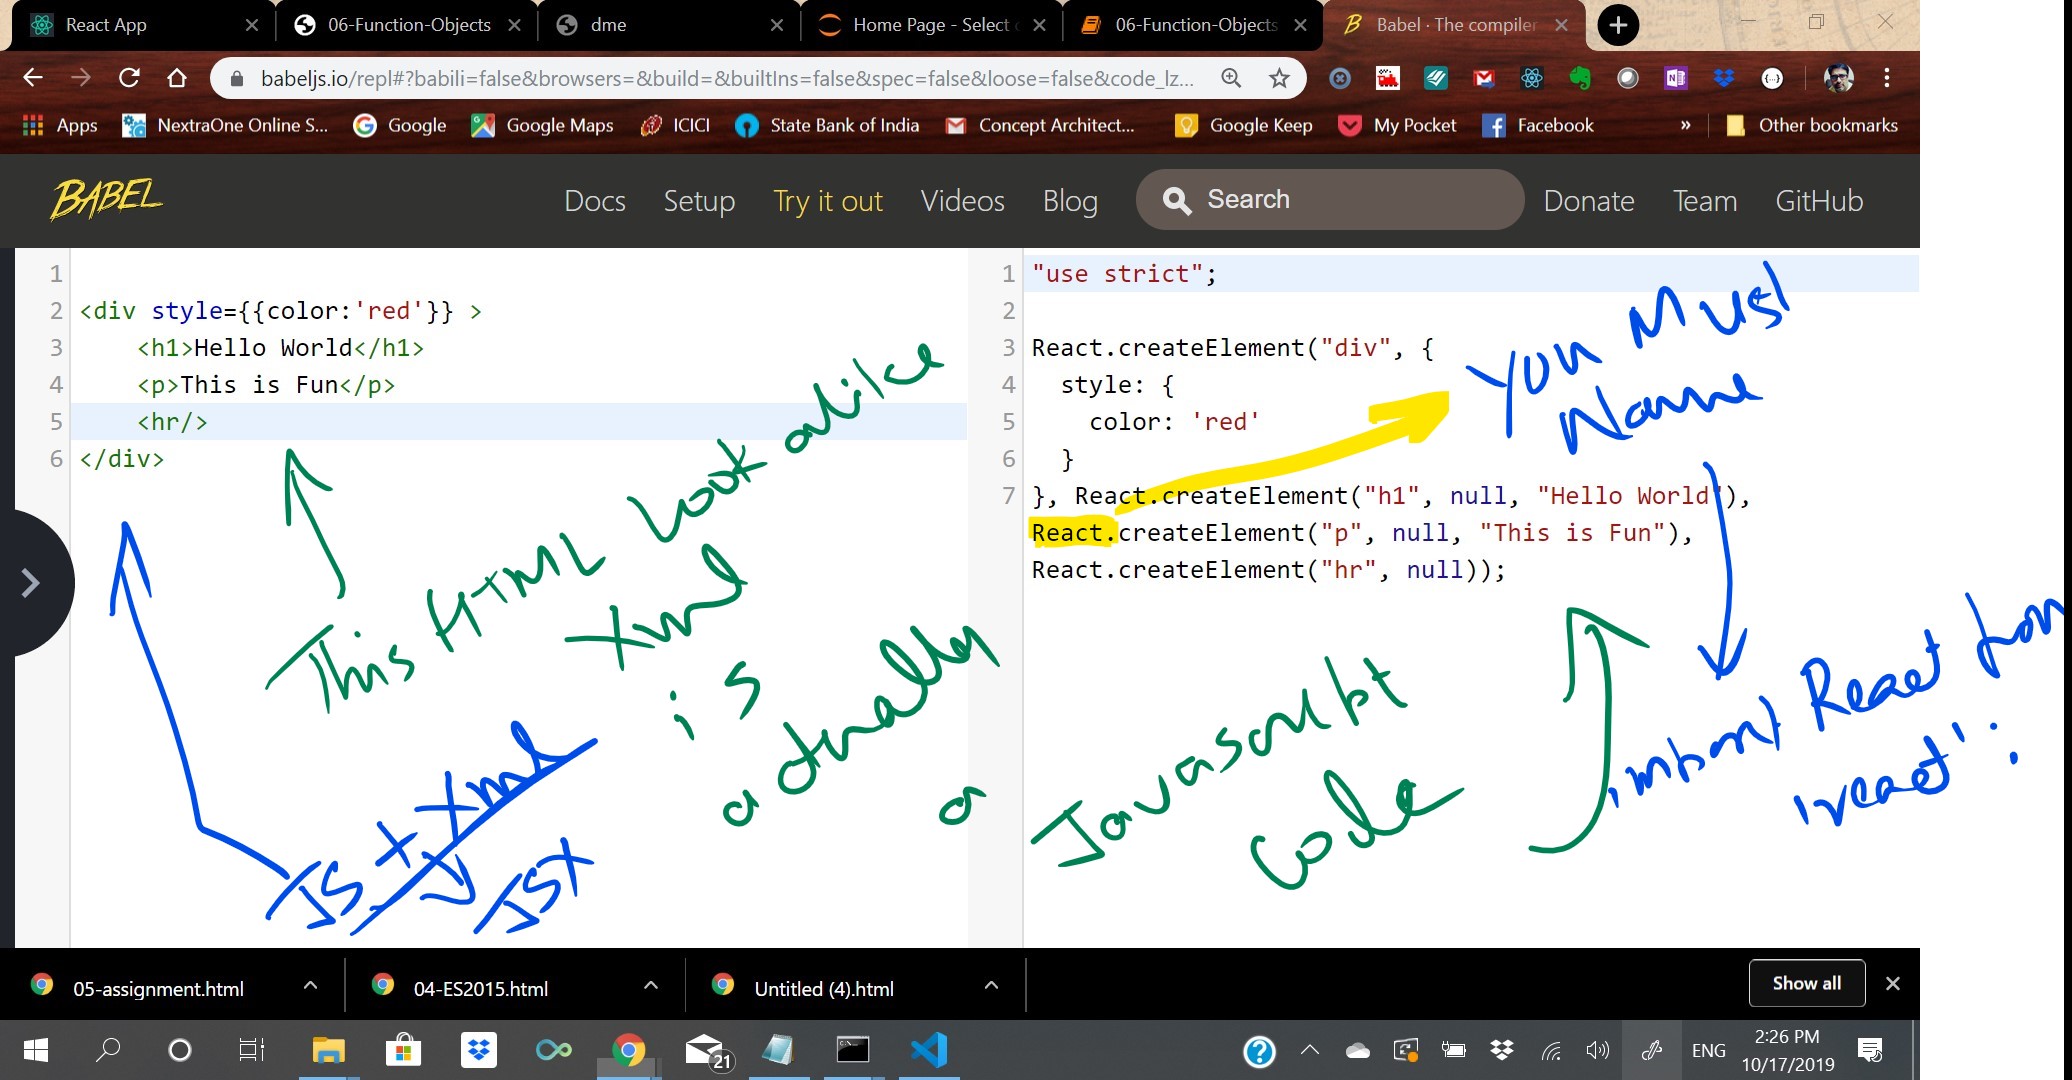 React App
06-Function-Objects
dme
Home Page - Select
06-Function-Objects
Babel · The compiler
babeljs.io/repl#?babili=false&browsers=&build=&builtIns=false&spec=false&loose=false&code_lz...
Apps
NextraOne Online S...
Google
Google Maps
ICICI
State Bank of India
Concept Architect...
Google Keep
My Pocket
Facebook
»
Other bookmarks
BABEL
Docs
Setup
Try it out
Videos
Blog
Search
Donate
Team
GitHub
1
2 <div style={{color:'red'}} >
3 <h1>Hello World</h1>
4 <p>This is Fun</p>
5 <hr/>
6 </div>
This HTML Look alike
Xml
is
actually
a
JS + Xml
JSX
1 "use strict";
2
3 React.createElement("div", {
4 style: {
5 color: 'red'
6 }
7 }, React.createElement("h1", null, "Hello World"),
React.createElement("p", null, "This is Fun"),
React.createElement("hr", null));
You Must
Name
import React from
'react';
Javascript
Code
05-assignment.html
04-ES2015.html
Untitled (4).html
Show all
21
ENG
2:26 PM
10/17/2019